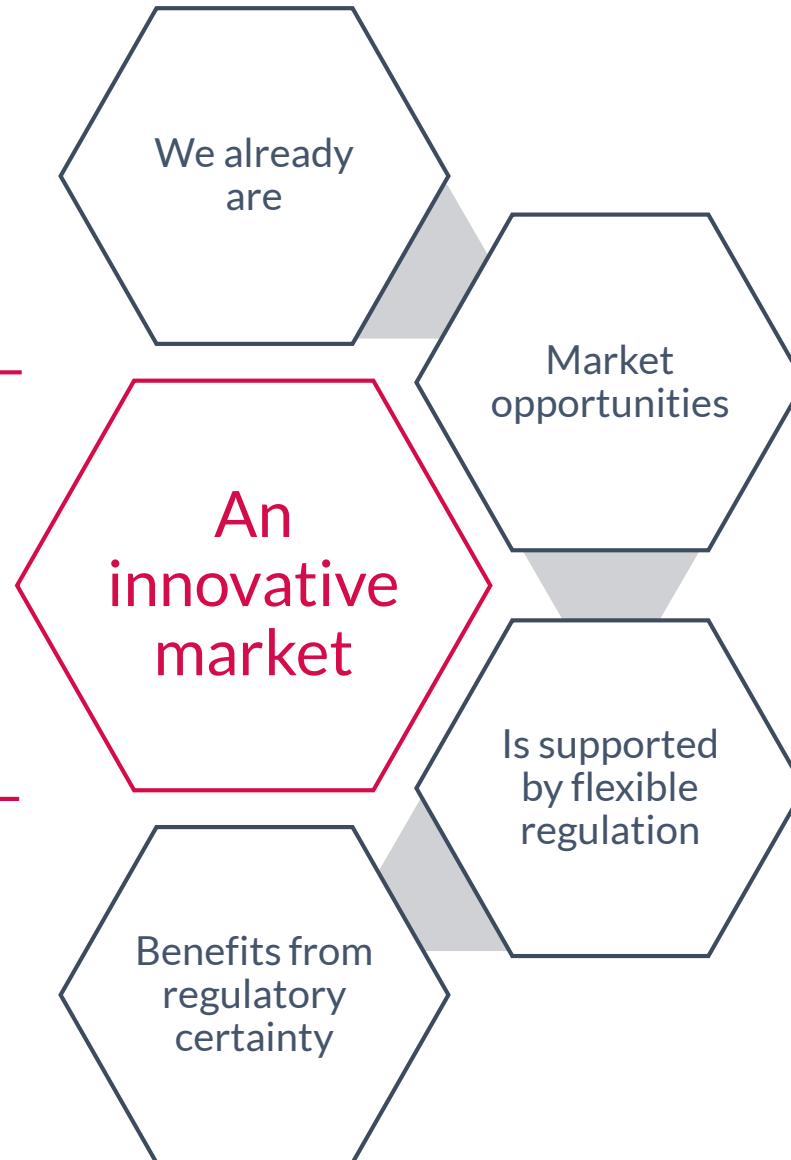 We already
are
Market
opportunities
An
innovative
market
Is supported
by flexible
regulation
Benefits from
regulatory
certainty